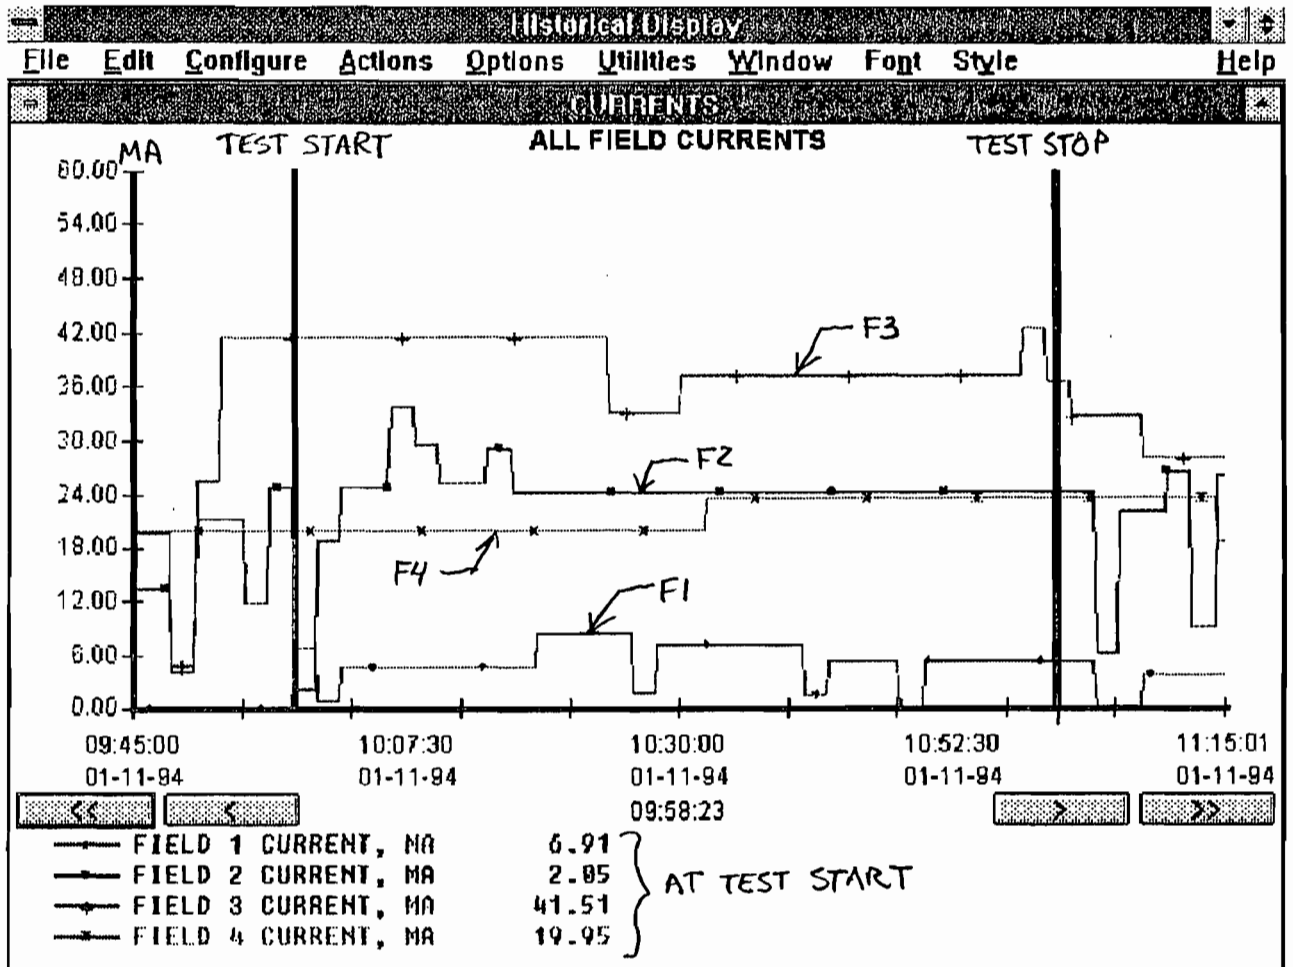 Historical Display
File Edit Configure Actions Options Utilities Window Font Style Help
CURRENTS
MA TEST START ALL FIELD CURRENTS TEST STOP
60.00
54.00
48.00
42.00
36.00
30.00
24.00
18.00
12.00
6.00
0.00
F3
F2
F4
F1
09:45:00 10:07:30 10:30:00 10:52:30 11:15:01
01-11-94 01-11-94 01-11-94 01-11-94 01-11-94
<< < 09:58:23 > >>
FIELD 1 CURRENT, MA 6.91
FIELD 2 CURRENT, MA 2.05
FIELD 3 CURRENT, MA 41.51
FIELD 4 CURRENT, MA 19.95
AT TEST START